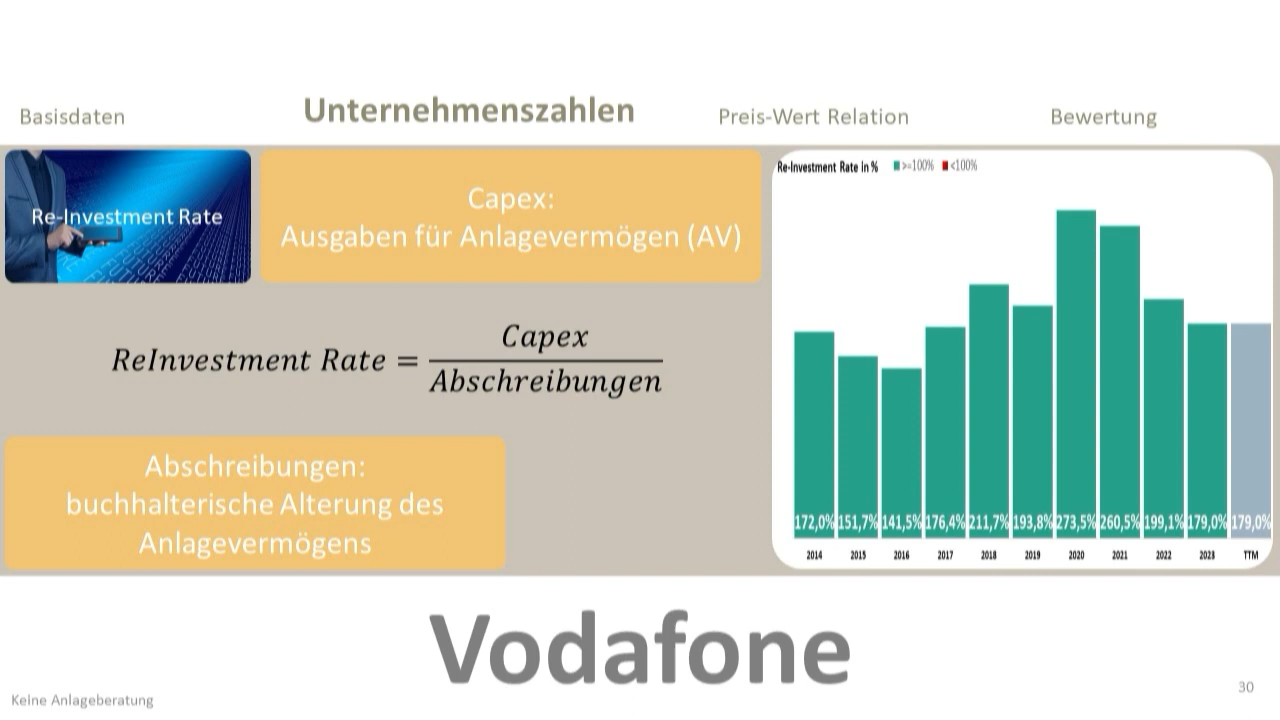 Basisdaten
Unternehmenszahlen
Preis-Wert Relation
Bewertung
Re-Investment Rate
Capex:
Ausgaben für Anlagevermögen (AV)
ReInvestment Rate = Capex / Abschreibungen
Abschreibungen:
buchhalterische Alterung des
Anlagevermögens
Re-Investment Rate in % >=100% <100%
172,0% 151,7% 141,5% 176,4% 211,7% 193,8% 273,5% 260,5% 199,1% 179,0% 179,0%
2014 2015 2016 2017 2018 2019 2020 2021 2022 2023 TTM
Vodafone
Keine Anlageberatung
30